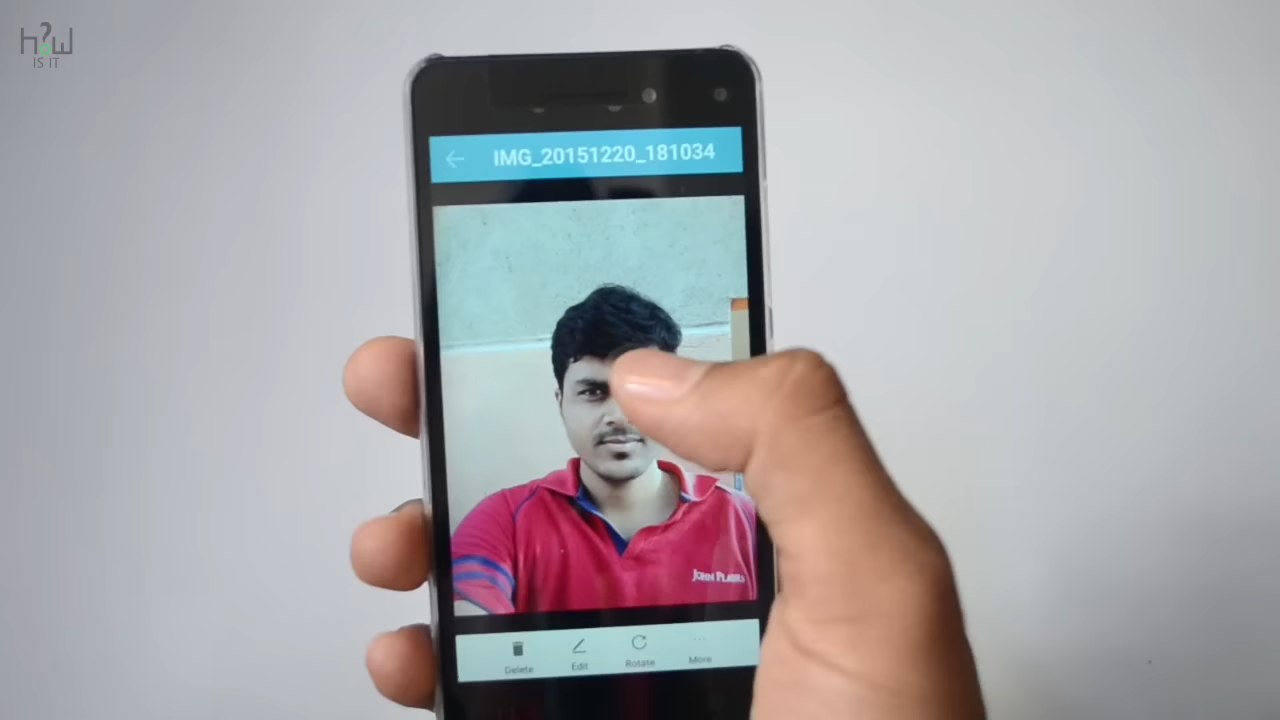 h?w
IS IT
IMG_20151220_181034
JOHN PLAYERS
Delete
Edit
Rotate
More